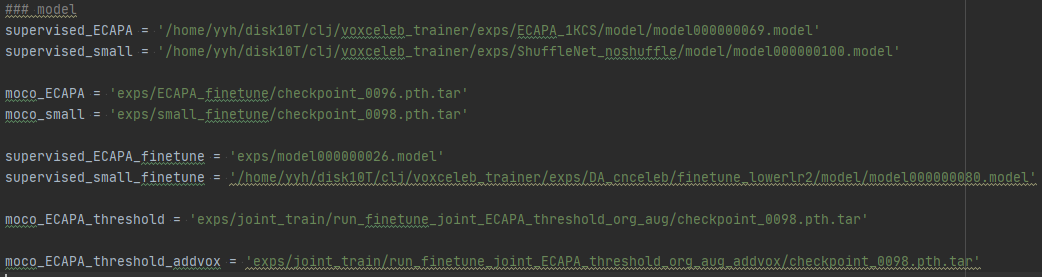 ### model
supervised_ECAPA = '/home/yyh/disk10T/clj/voxceleb_trainer/exps/ECAPA_1KCS/model/model000000069.model'
supervised_small = '/home/yyh/disk10T/clj/voxceleb_trainer/exps/ShuffleNet_noshuffle/model/model000000100.model'
moco_ECAPA = 'exps/ECAPA_finetune/checkpoint_0096.pth.tar'
moco_small = 'exps/small_finetune/checkpoint_0098.pth.tar'
supervised_ECAPA_finetune = 'exps/model000000026.model'
supervised_small_finetune = '/home/yyh/disk10T/clj/voxceleb_trainer/exps/DA_cnceleb/finetune_lowerlr2/model/model000000080.model'
moco_ECAPA_threshold = 'exps/joint_train/run_finetune_joint_ECAPA_threshold_org_aug/checkpoint_0098.pth.tar'
moco_ECAPA_threshold_addvox = 'exps/joint_train/run_finetune_joint_ECAPA_threshold_org_aug_addvox/checkpoint_0098.pth.tar'